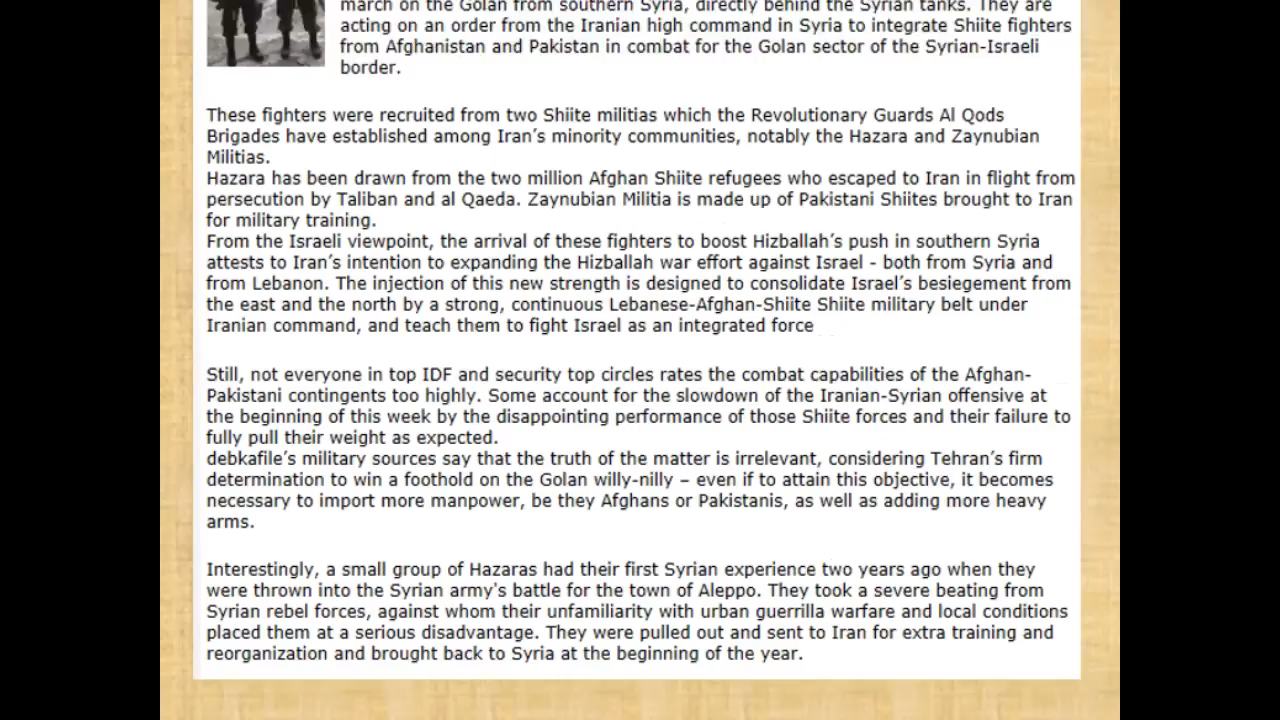 march on the Golan from southern Syria, directly behind the Syrian tanks. They are
acting on an order from the Iranian high command in Syria to integrate Shiite fighters
from Afghanistan and Pakistan in combat for the Golan sector of the Syrian-Israeli
border.
These fighters were recruited from two Shiite militias which the Revolutionary Guards Al Qods
Brigades have established among Iran’s minority communities, notably the Hazara and Zaynubian
Militias.
Hazara has been drawn from the two million Afghan Shiite refugees who escaped to Iran in flight from
persecution by Taliban and al Qaeda. Zaynubian Militia is made up of Pakistani Shiites brought to Iran
for military training.
From the Israeli viewpoint, the arrival of these fighters to boost Hizballah’s push in southern Syria
attests to Iran’s intention to expanding the Hizballah war effort against Israel - both from Syria and
from Lebanon. The injection of this new strength is designed to consolidate Israel’s besiegement from
the east and the north by a strong, continuous Lebanese-Afghan-Shiite Shiite military belt under
Iranian command, and teach them to fight Israel as an integrated force
Still, not everyone in top IDF and security top circles rates the combat capabilities of the Afghan-
Pakistani contingents too highly. Some account for the slowdown of the Iranian-Syrian offensive at
the beginning of this week by the disappointing performance of those Shiite forces and their failure to
fully pull their weight as expected.
debkafile’s military sources say that the truth of the matter is irrelevant, considering Tehran’s firm
determination to win a foothold on the Golan willy-nilly – even if to attain this objective, it becomes
necessary to import more manpower, be they Afghans or Pakistanis, as well as adding more heavy
arms.
Interestingly, a small group of Hazaras had their first Syrian experience two years ago when they
were thrown into the Syrian army’s battle for the town of Aleppo. They took a severe beating from
Syrian rebel forces, against whom their unfamiliarity with urban guerrilla warfare and local conditions
placed them at a serious disadvantage. They were pulled out and sent to Iran for extra training and
reorganization and brought back to Syria at the beginning of the year.